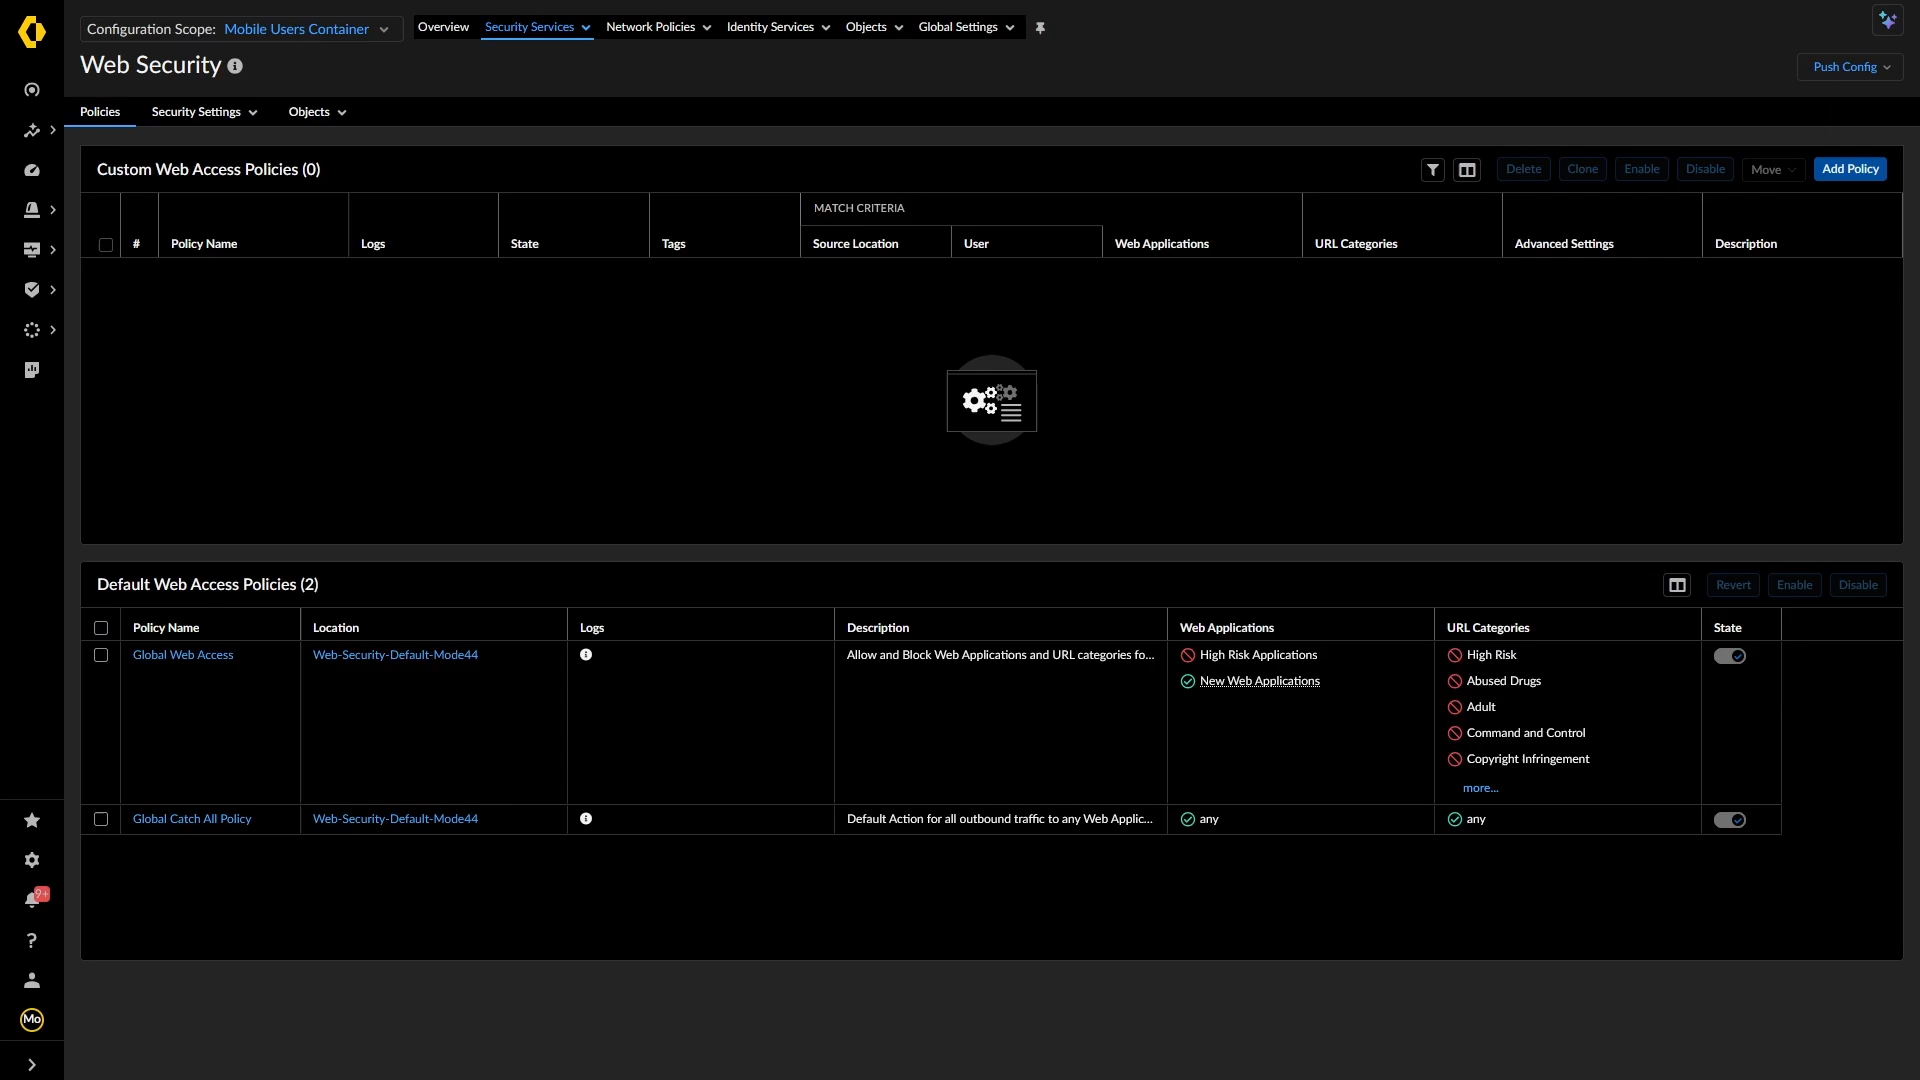 Configuration Scope: Mobile Users Container
Overview Security Services Network Policies Identity Services Objects Global Settings
Web Security
Push Config
Policies Security Settings Objects
Custom Web Access Policies (0)
Delete Clone Enable Disable Move Add Policy
MATCH CRITERIA
# Policy Name Logs State Tags Source Location User Web Applications URL Categories Advanced Settings Description
Default Web Access Policies (2)
Revert Enable Disable
Policy Name Location Logs Description Web Applications URL Categories State
Global Web Access Web-Security-Default-Mode44 Allow and Block Web Applications and URL categories fo... High Risk Applications High Risk
New Web Applications Abused Drugs
Adult
Command and Control
Copyright Infringement
more...
Global Catch All Policy Web-Security-Default-Mode44 Default Action for all outbound traffic to any Web Applic... any any
9+
Mo